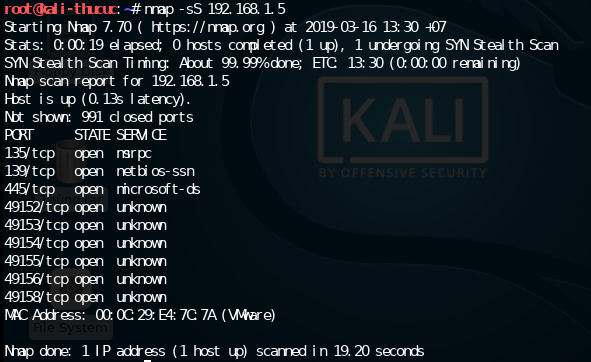 root@kali-thucuc:~# nmap -sS 192.168.1.5
Starting Nmap 7.70 ( https://nmap.org ) at 2019-03-16 13:30 +07
Stats: 0:00:19 elapsed; 0 hosts completed (1 up), 1 undergoing SYN Stealth Scan
SYN Stealth Scan Timing: About 99.99% done; ETC: 13:30 (0:00:00 remaining)
Nmap scan report for 192.168.1.5
Host is up (0.13s latency).
Not shown: 991 closed ports
PORT STATE SERVICE
135/tcp open msrpc
139/tcp open netbios-ssn
445/tcp open microsoft-ds
49152/tcp open unknown
49153/tcp open unknown
49154/tcp open unknown
49155/tcp open unknown
49156/tcp open unknown
49158/tcp open unknown
MAC Address: 00:0C:29:E4:7C:7A (VMware)
Nmap done: 1 IP address (1 host up) scanned in 19.20 seconds
KALI
BY OFFENSIVE SECURITY
File System